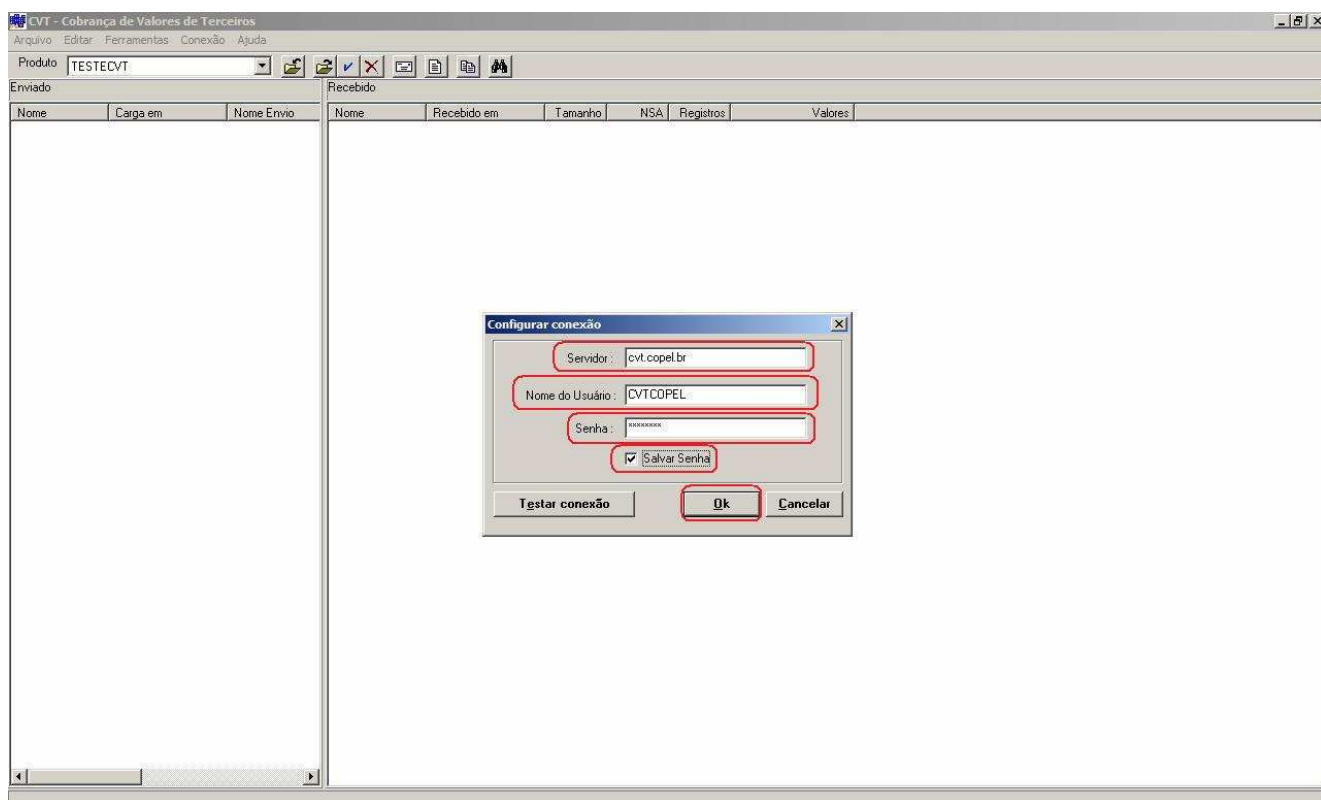 CVT - Cobrança de Valores de Terceiros
Arquivo Editar Ferramentas Conexão Ajuda
Produto TESTECVT
Enviado Recebido
Nome Carga em Nome Envio Nome Recebido em Tamanho NSA Registros Valores
Configurar conexão
Servidor : cvt.copel.br
Nome do Usuário : CVTCOPEL
Senha : ********
Salvar Senha
Testar conexão Ok Cancelar